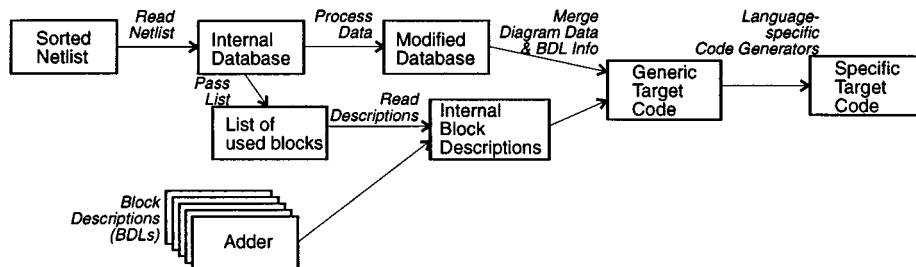 Sorted
Netlist
Read
Netlist
Internal
Database
Process
Data
Modified
Database
Merge
Diagram Data
& BDL Info
Generic
Target
Code
Language-
specific
Code Generators
Specific
Target
Code
Pass
List
List of
used blocks
Read
Descriptions
Internal
Block
Descriptions
Block
Descriptions
(BDLs)
Adder